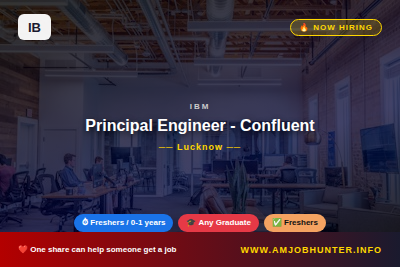 IB
🔥 NOW HIRING
IBM
Principal Engineer - Confluent
── Lucknow ──
⏱ Freshers / 0-1 years
🎓 Any Graduate
✅ Freshers
❤️ One share can help someone get a job
WWW.AMJOBHUNTER.INFO